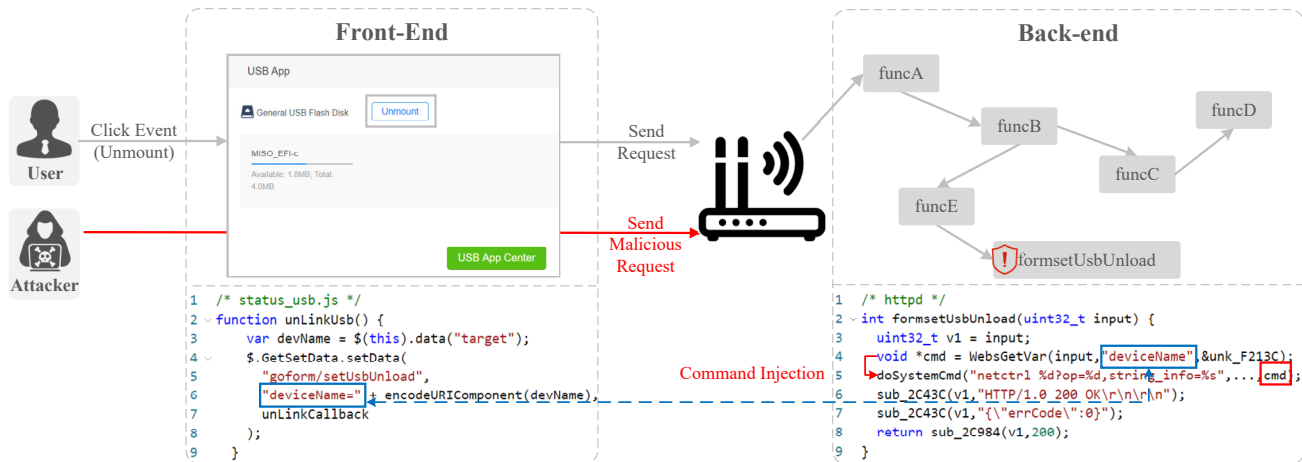 Front-End
USB App
General USB Flash Disk
Unmount
MISO_EFI-c
Available: 1.8MB; Total:
4.0MB
USB App Center
User
Click Event
(Unmount)
Attacker
Send
Request
Send
Malicious
Request
Back-end
funcA
funcB
funcC
funcD
funcE
formsetUsbUnload
1 /* status_usb.js */
2 function unLinkUsb() {
3 var devName = $(this).data("target");
4 $.GetSetData.setData(
5 "goform/setUsbUnload",
6 "deviceName=" + encodeURIComponent(devName),
7 unLinkCallback
8 );
9 }
Command Injection
1 /* httpd */
2 int formsetUsbUnload(uint32_t input) {
3 uint32_t v1 = input;
4 void *cmd = WebsGetVar(input,"deviceName",&unk_F213C);
5 doSystemCmd("netctrl %d?op=%d,string_info=%s",...,cmd);
6 sub_2C43C(v1,"HTTP/1.0 200 OK\r\n\r\n");
7 sub_2C43C(v1,"{\"errCode\":0}");
8 return sub_2C984(v1,200);
9 }